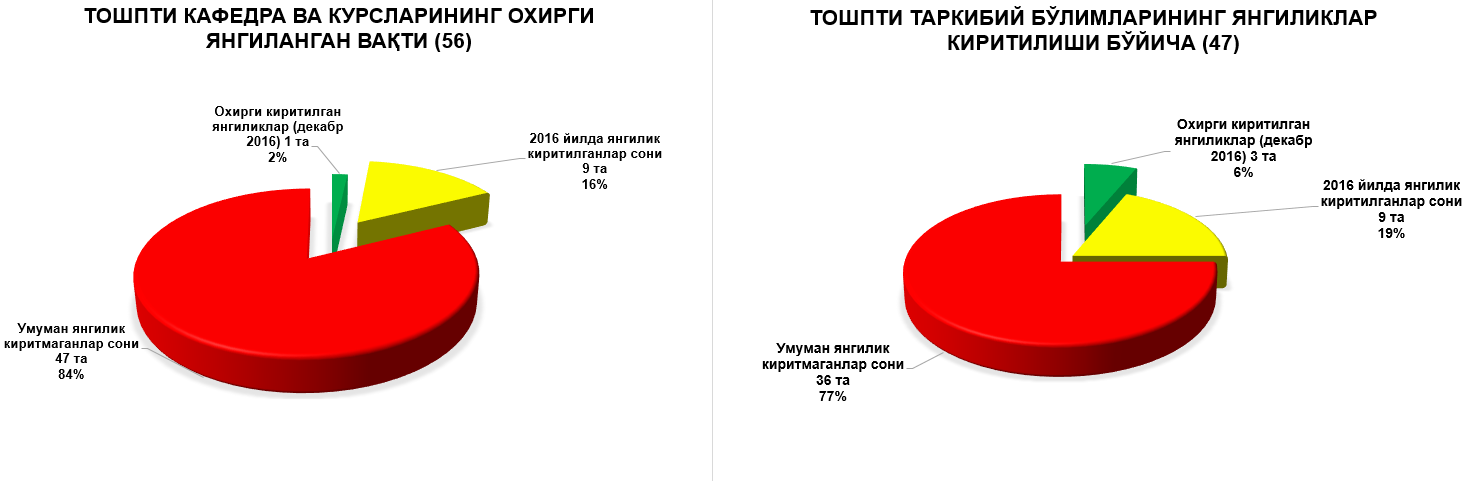 ТОШПТИ КАФЕДРА ВА КУРСЛАРИНИНГ ОХИРГИ
ЯНГИЛАНГАН ВАҚТИ (56)
Охирги киритилган
янгиликлар (декабр
2016) 1 та
2%
2016 йилда янгилик
киритилганлар сони
9 та
16%
Умуман янгилик
киритмаганлар сони
47 та
84%
ТОШПТИ ТАРКИБИЙ БЎЛИМЛАРИНИНГ ЯНГИЛИКЛАР
КИРИТИЛИШИ БЎЙИЧА (47)
Охирги киритилган
янгиликлар (декабр
2016) 3 та
6%
2016 йилда янгилик
киритилганлар сони
9 та
19%
Умуман янгилик
киритмаганлар сони
36 та
77%